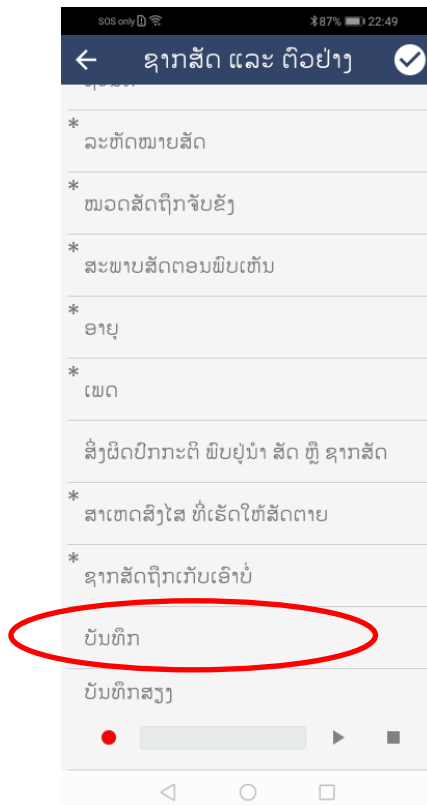 SOS only 87% 22:49
ຊາກສັດ ແລະ ຕົວຢ່າງ
* ລະຫັດໝາຍສັດ
* ໝວດສັດຖືກຈັບຂັງ
* ສະພາບສັດຕອນພົບເຫັນ
* ອາຍຸ
* ເພດ
ສິ່ງຜິດປົກກະຕິ ພົບຢູ່ນຳ ສັດ ຫຼື ຊາກສັດ
* ສາເຫດສົງໄສ ທີ່ເຮັດໃຫ້ສັດຕາຍ
* ຊາກສັດຖືກເກັບເອົາບໍ່
ບັນທຶກ
ບັນທຶກສຽງ